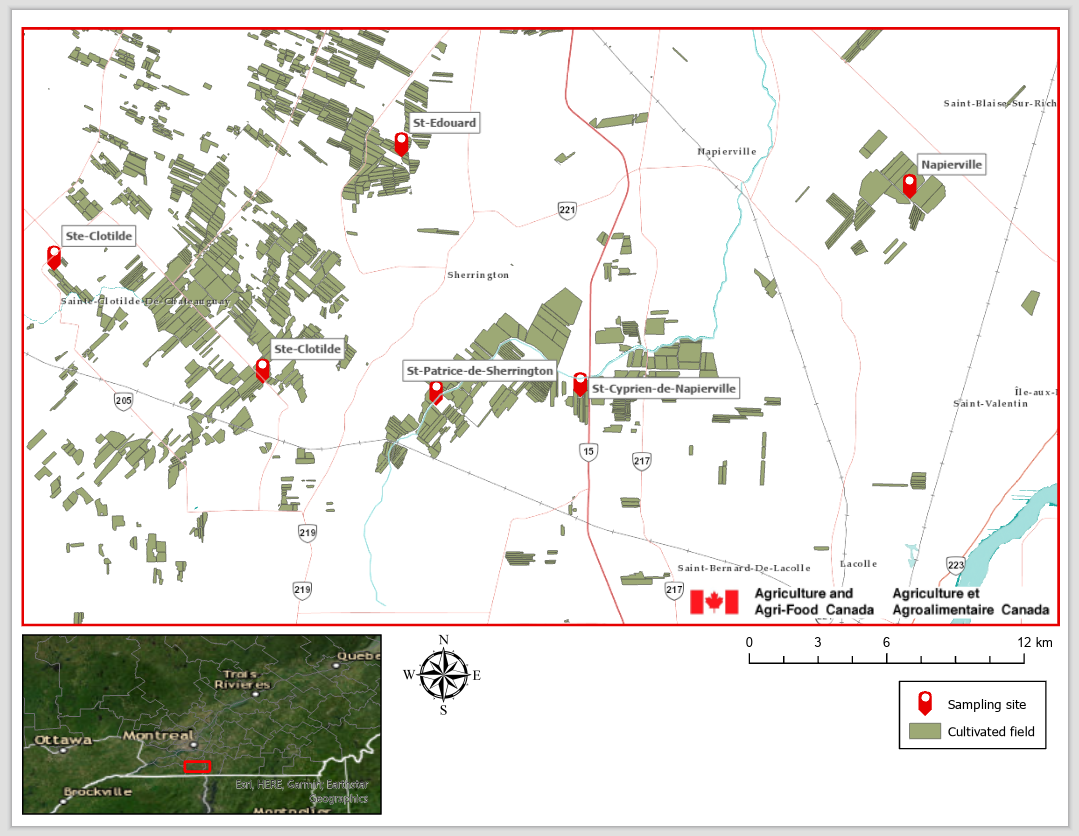 St-Edouard
Saint-Blaise-Sur-Rich
Napierville
Napierville
221
Ste-Clotilde
Sherrington
Sainte-Clotilde-De-Chateauguay
Ste-Clotilde
St-Patrice-de-Sherrington
St-Cyprien-de-Napierville
205
Île-aux-
Saint-Valentin
15
217
219
223
Lacolle
Saint-Bernard-De-Lacolle
219
217
Agriculture and
Agri-Food Canada
Agriculture et
Agroalimentaire Canada
Quebe
Trois
Rivieres
Ottawa
Montreal
Esri, HERE, Garmin, Earthstar
Geographics
Brockville
Montpelier
N
W
E
S
0
3
6
12 km
Sampling site
Cultivated field